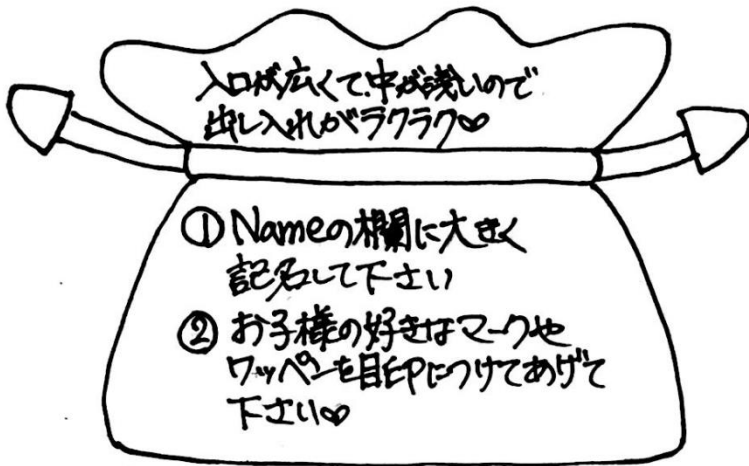 入口が広くて、中が浅いので
出し入れがラクラク♡
① Nameの欄に大きく
記名して下さい
② お子様の好きなマークや
ワッペンを目印につけてあげて
下さい♡